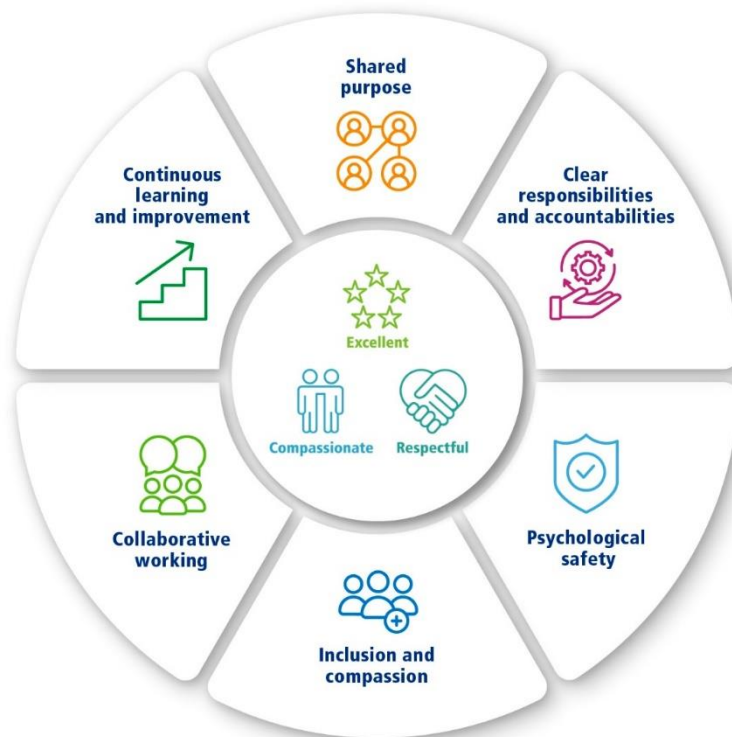 Shared
purpose
Clear
responsibilities
and accountabilities
Psychological
safety
Inclusion and
compassion
Collaborative
working
Continuous
learning
and improvement
Excellent
Compassionate
Respectful